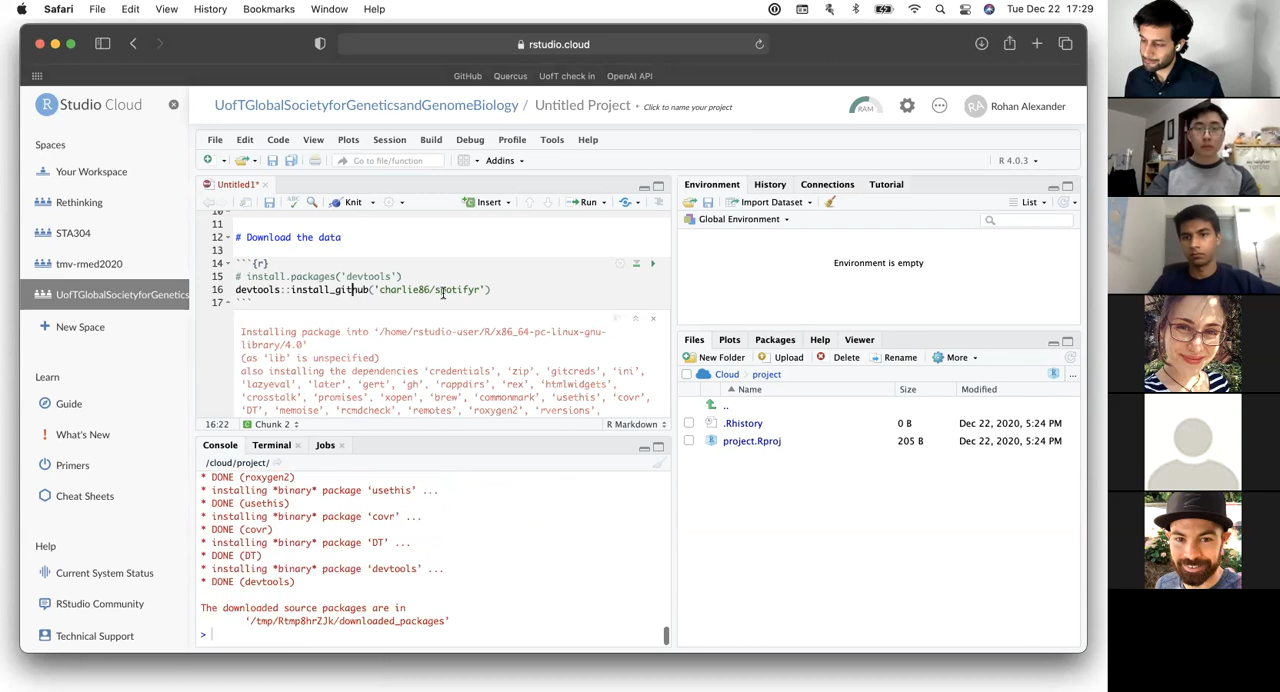 Safari File Edit View History Bookmarks Window Help Tue Dec 22 17:29
rstudio.cloud
GitHub Quercus UofT check in OpenAI API
R Studio Cloud
UofTGlobalSocietyforGeneticsandGenomeBiology / Untitled Project Click to name your project
RAM
RA Rohan Alexander
Spaces
Your Workspace
Rethinking
STA304
tmv-rmed2020
UofTGlobalSocietyforGenetics
New Space
Learn
Guide
What's New
Primers
Cheat Sheets
Help
Current System Status
RStudio Community
Technical Support
File Edit Code View Plots Session Build Debug Profile Tools Help
Go to file/function Addins R 4.0.3
Untitled1*
Knit Insert Run
10
11
12 # Download the data
13
14 ```{r}
15 # install.packages('devtools')
16 devtools::install_github('charlie86/spotifyr')
17 ```
Installing package into ‘/home/rstudio-user/R/x86_64-pc-linux-gnu-
library/4.0’
(as ‘lib’ is unspecified)
also installing the dependencies ‘credentials’, ‘zip’, ‘gitcreds’, ‘ini’,
‘lazyeval’, ‘later’, ‘gert’, ‘gh’, ‘rappdirs’, ‘rex’, ‘htmlwidgets’,
‘crosstalk’, ‘promises’, ‘xopen’, ‘brew’, ‘commonmark’, ‘usethis’, ‘covr’,
‘DT’, ‘memoise’, ‘rcmdcheck’, ‘remotes’, ‘roxygen2’, ‘rversions’,
16:22 Chunk 2 R Markdown
Console Terminal Jobs
/cloud/project/
* DONE (roxygen2)
* installing *binary* package ‘usethis’ ...
* DONE (usethis)
* installing *binary* package ‘covr’ ...
* DONE (covr)
* installing *binary* package ‘DT’ ...
* DONE (DT)
* installing *binary* package ‘devtools’ ...
* DONE (devtools)
The downloaded source packages are in
‘/tmp/Rtmp8hrZJk/downloaded_packages’
>
Environment History Connections Tutorial
Import Dataset List
Global Environment
Environment is empty
Files Plots Packages Help Viewer
New Folder Upload Delete Rename More
Cloud project ...
Name Size Modified
..
.Rhistory 0 B Dec 22, 2020, 5:24 PM
project.Rproj 205 B Dec 22, 2020, 5:24 PM